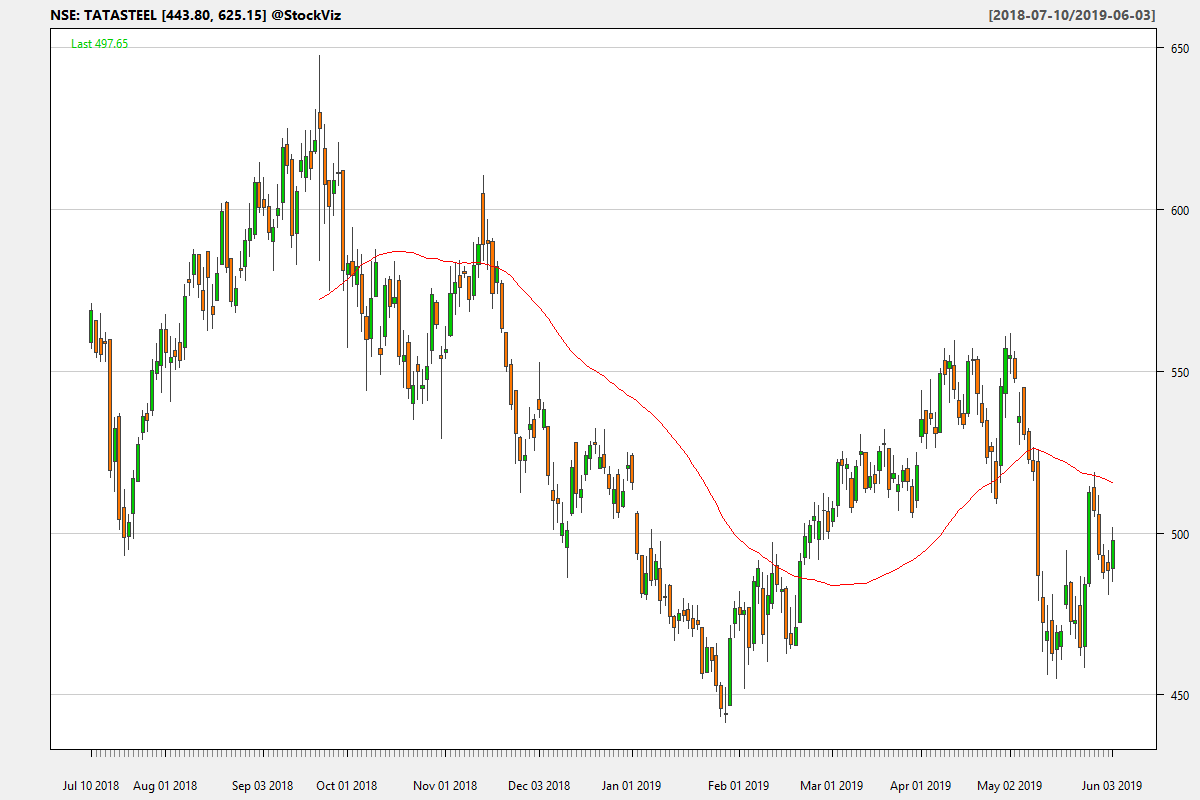 NSE: TATASTEEL [443.80, 625.15] @StockViz
[2018-07-10/2019-06-03]
Last 497.65
650
600
550
500
450
Jul 10 2018 Aug 01 2018 Sep 03 2018 Oct 01 2018 Nov 01 2018 Dec 03 2018 Jan 01 2019 Feb 01 2019 Mar 01 2019 Apr 01 2019 May 02 2019 Jun 03 2019